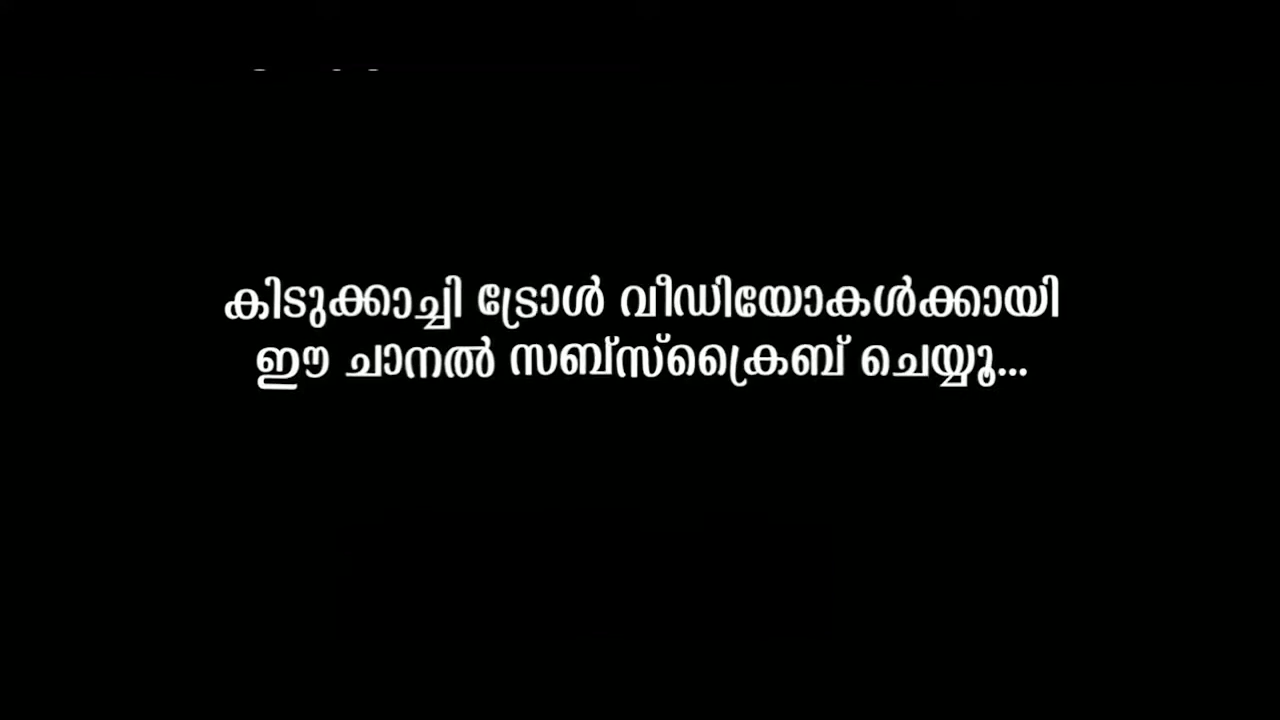 കിടുക്കാച്ചി ട്രോൾ വീഡിയോകൾക്കായി
ഈ ചാനൽ സബ്സ്ക്രൈബ് ചെയ്യൂ...